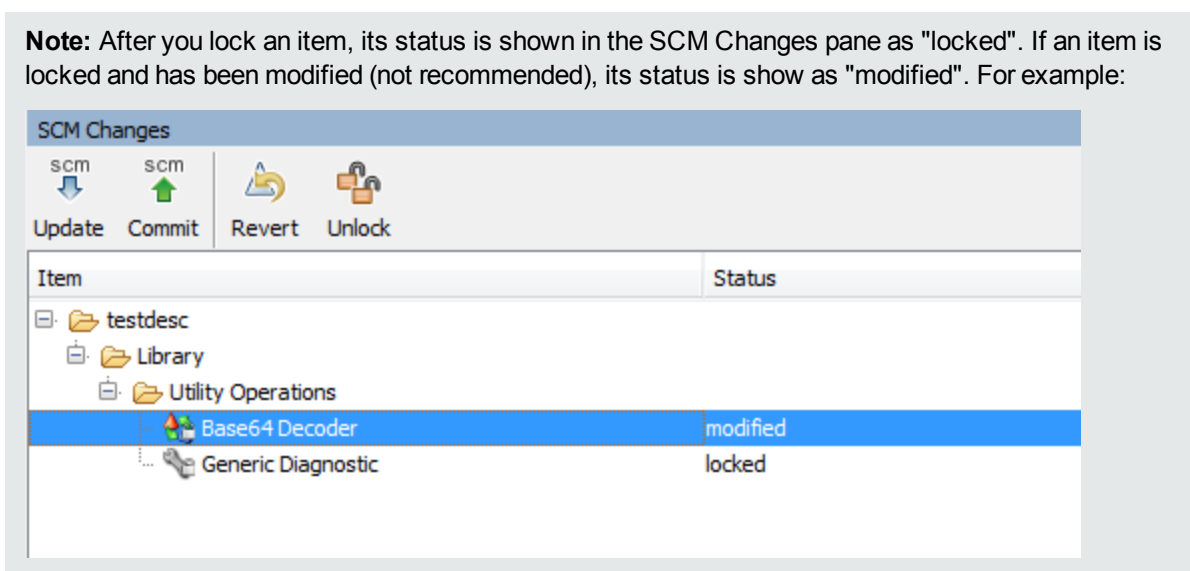 Note: After you lock an item, its status is shown in the SCM Changes pane as "locked". If an item is
locked and has been modified (not recommended), its status is show as "modified". For example:
SCM Changes
scm scm
Update Commit Revert Unlock
Item Status
testdesc
Library
Utility Operations
Base64 Decoder modified
Generic Diagnostic locked